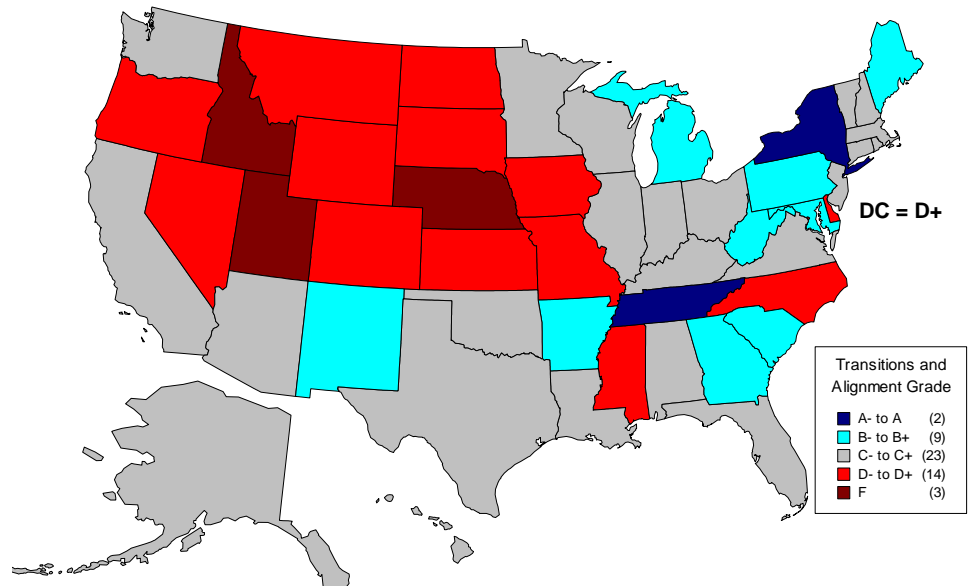 DC = D+
Transitions and
Alignment Grade
A- to A (2)
B- to B+ (9)
C- to C+ (23)
D- to D+ (14)
F (3)